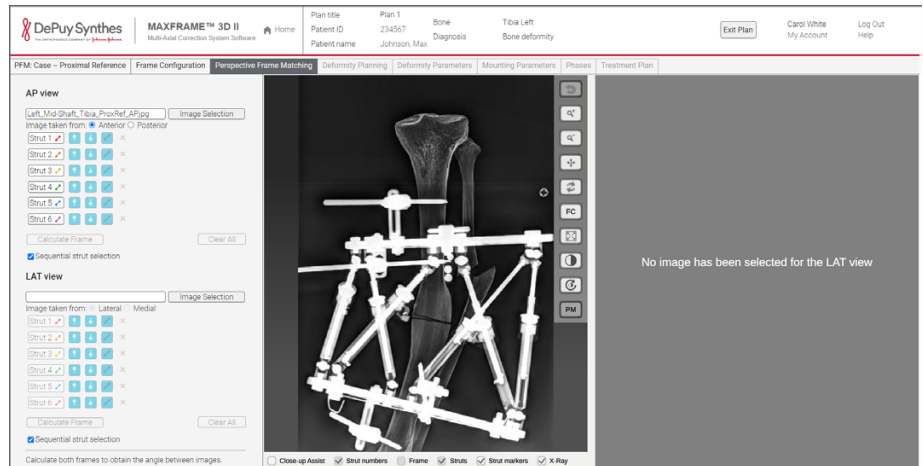 DePuy Synthes
THE ORTHOPAEDICS COMPANY OF Johnson & Johnson
MAXFRAME™ 3D II
Multi-Axial Correction System Software
Home
Plan title Plan 1
Patient ID 234567
Patient name Johnson, Max
Bone Tibia Left
Diagnosis Bone deformity
Exit Plan
Carol White
My Account
Log Out
Help
PFM: Case – Proximal Reference Frame Configuration Perspective Frame Matching Deformity Planning Deformity Parameters Mounting Parameters Phases Treatment Plan
AP view
Left_Mid-Shaft_Tibia_ProxRef_AP.jpg Image Selection
Image taken from: Anterior Posterior
Strut 1
Strut 2
Strut 3
Strut 4
Strut 5
Strut 6
Calculate Frame Clear All
Sequential strut selection
LAT view
Image Selection
Image taken from: Lateral Medial
Strut 1
Strut 2
Strut 3
Strut 4
Strut 5
Strut 6
Calculate Frame Clear All
Sequential strut selection
Calculate both frames to obtain the angle between images.
FC
PM
Close-up Assist Strut numbers Frame Struts Strut markers X-Ray
No image has been selected for the LAT view